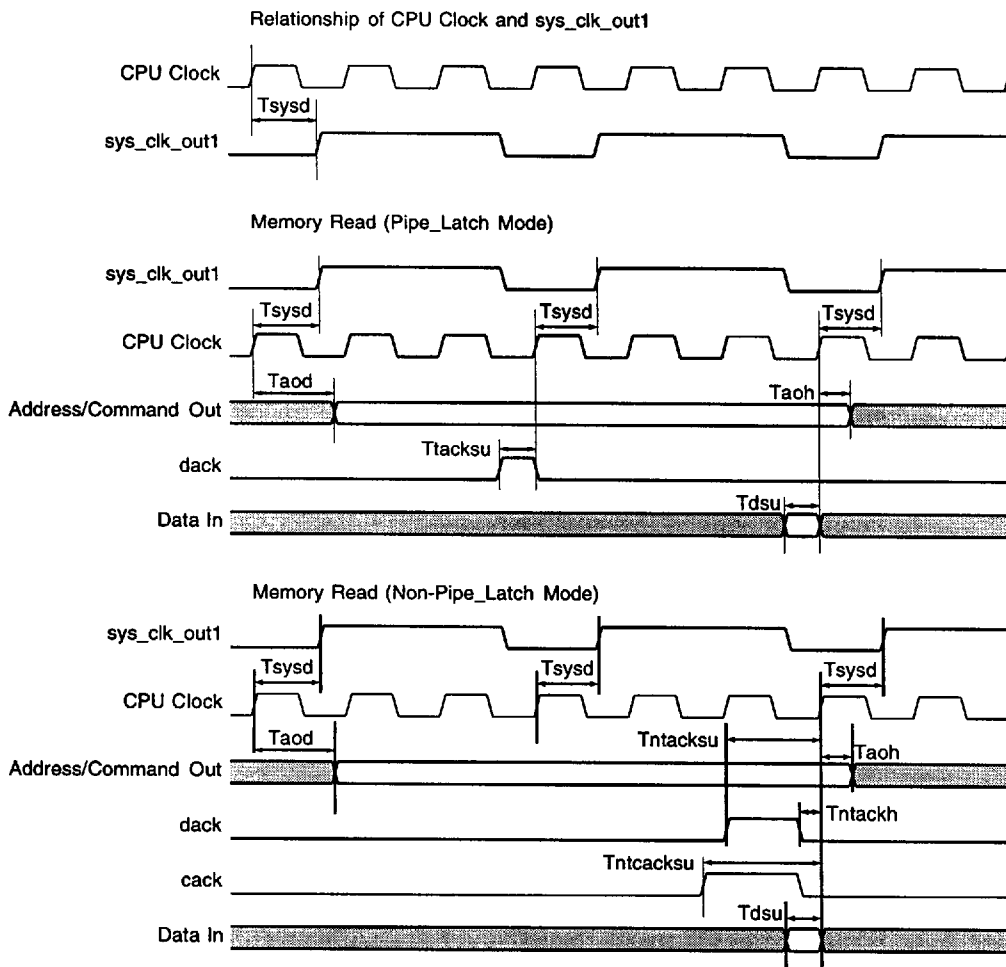 Relationship of CPU Clock and sys_clk_out1
CPU Clock
Tsysd
sys_clk_out1
Memory Read (Pipe_Latch Mode)
sys_clk_out1
Tsysd
Tsysd
Tsysd
CPU Clock
Taod
Taoh
Address/Command Out
Ttacksu
dack
Tdsu
Data In
Memory Read (Non-Pipe_Latch Mode)
sys_clk_out1
Tsysd
Tsysd
Tsysd
CPU Clock
Taod
Tntacksu
Taoh
Address/Command Out
Tntackh
dack
Tntcacksu
cack
Tdsu
Data In